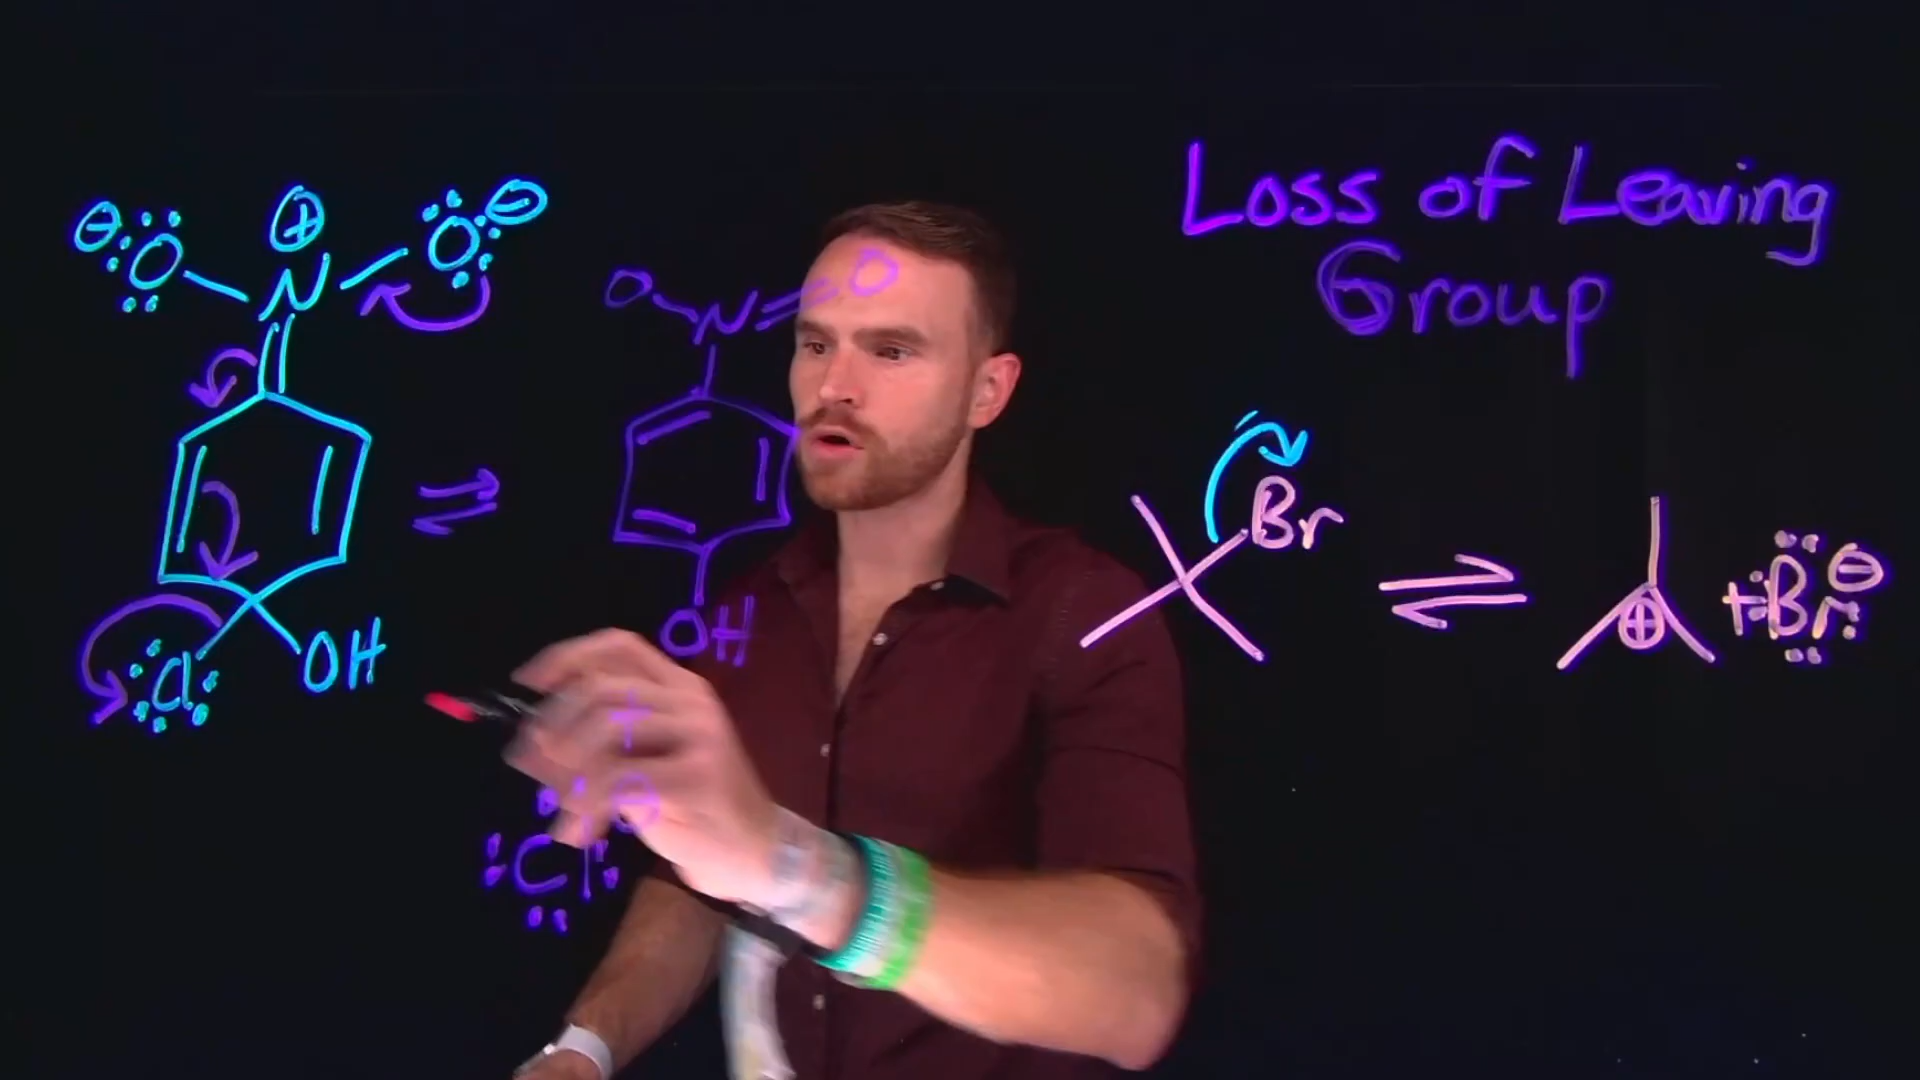 Loss of Leaving
Group
⊖ O ⊕ O ⊖
N
O N O
Br
Br ⊖
⊕ +
Cl OH
OH
+
⊖
Cl